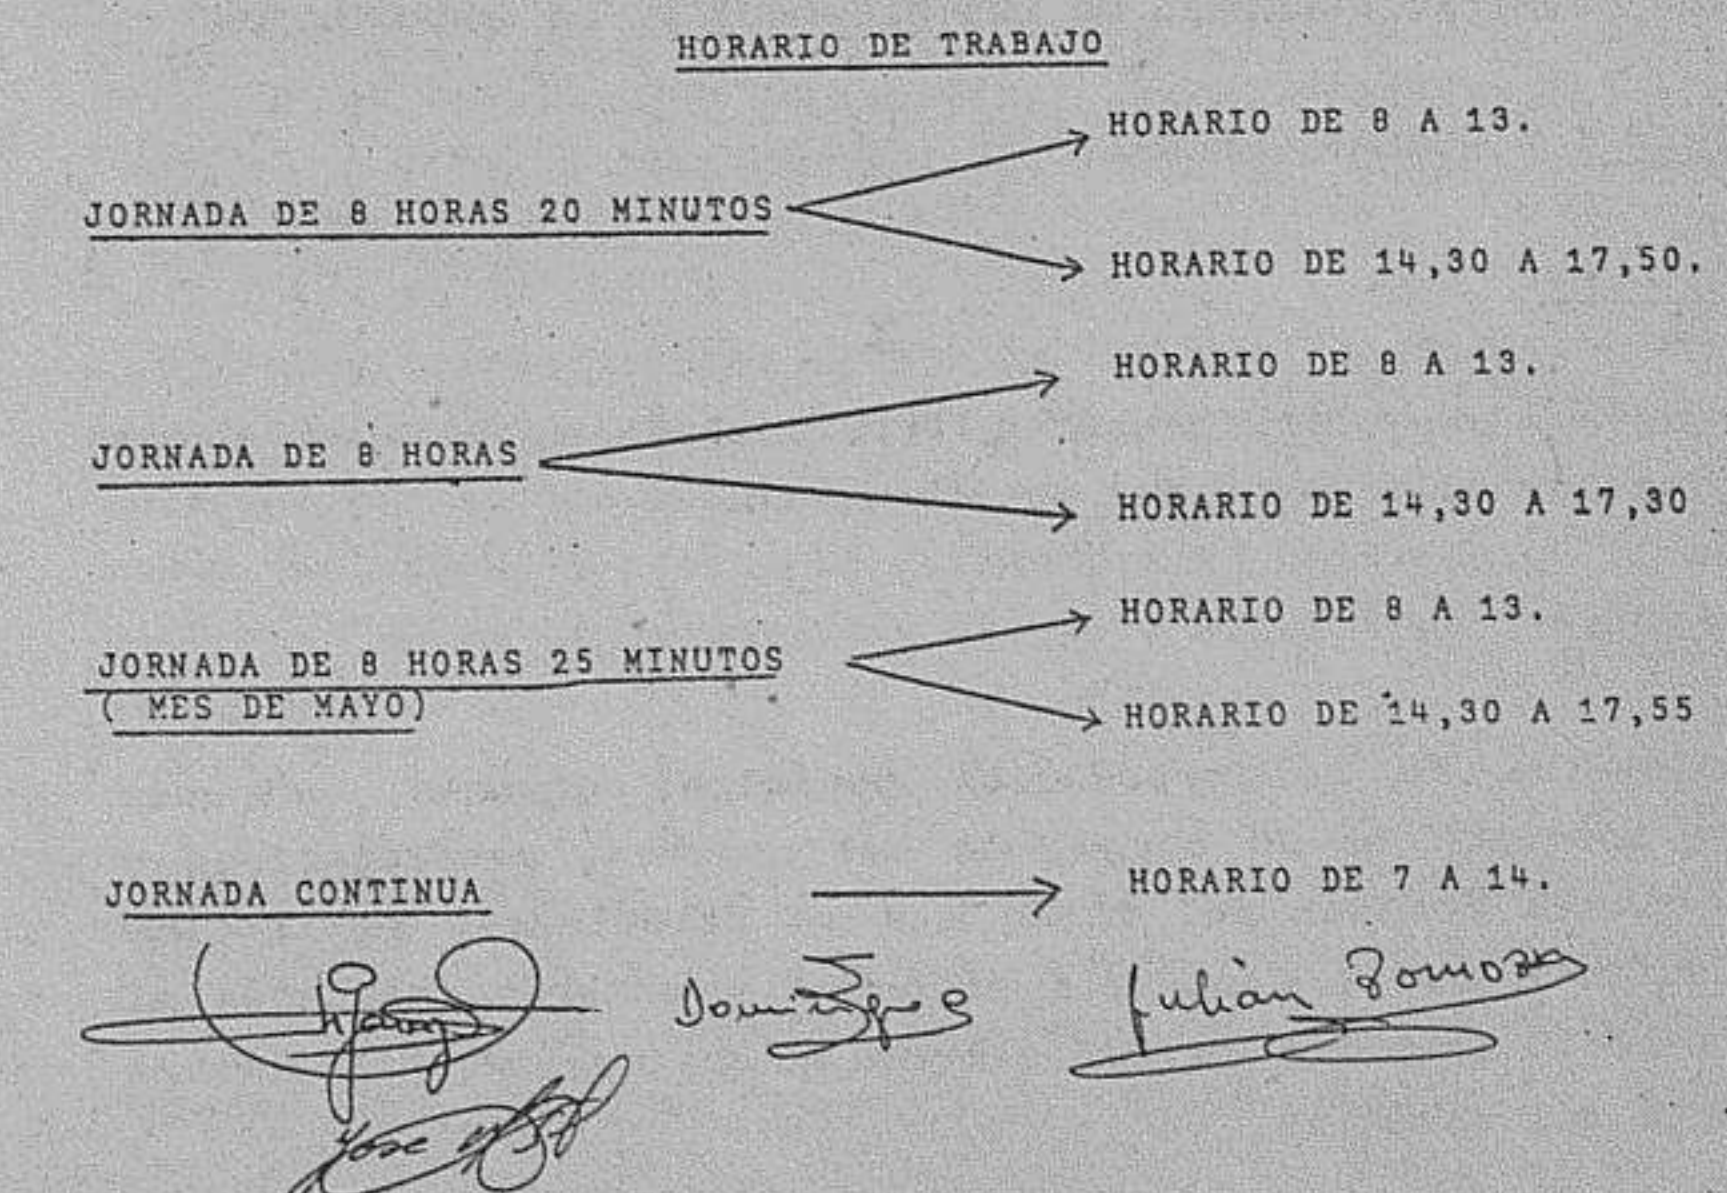 HORARIO DE TRABAJO
HORARIO DE 8 A 13.
JORNADA DE 8 HORAS 20 MINUTOS
HORARIO DE 14,30 A 17,50.
HORARIO DE 8 A 13.
JORNADA DE 8 HORAS
HORARIO DE 14,30 A 17,30
HORARIO DE 8 A 13.
JORNADA DE 8 HORAS 25 MINUTOS
( MES DE MAYO)
HORARIO DE 14,30 A 17,55
JORNADA CONTINUA
HORARIO DE 7 A 14.
Julián
Jose